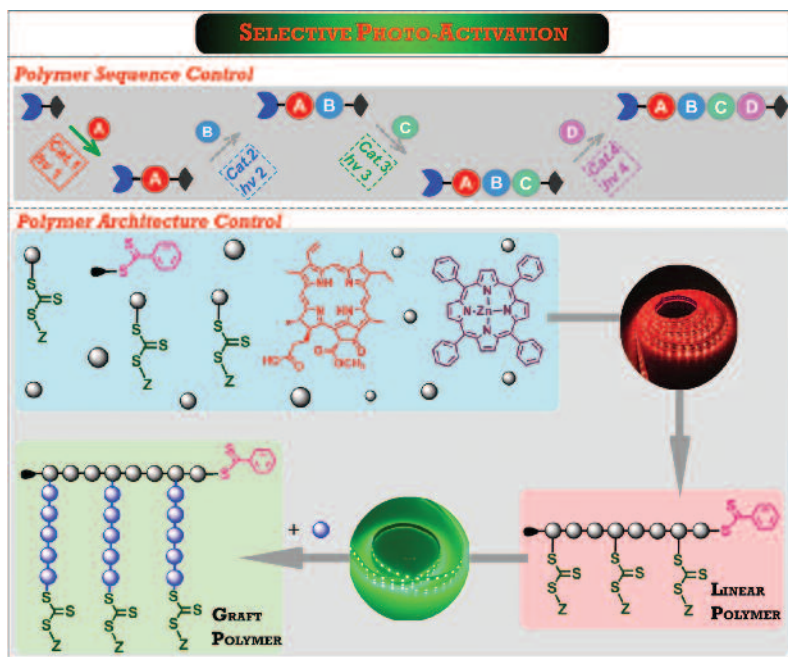 SELECTIVE PHOTO-ACTIVATION
Polymer Sequence Control
A
Cat.1
hv 1
A
B
Cat.2
hv 2
A B
C
Cat.3
hv 3
A B C
D
Cat.4
hv 4
A B C D
Polymer Architecture Control
S
S
S
Z
S
S
S
S
S
Z
S
S
S
Z
NH N
N HN
HO
O
O
O
OCH₃
N
N-Zn-N
N
S
S
S
S
S
Z
S
S
S
Z
S
S
S
Z
LINEAR
POLYMER
+
S
S
S
S
S
Z
S
S
S
Z
S
S
S
Z
GRAFT
POLYMER